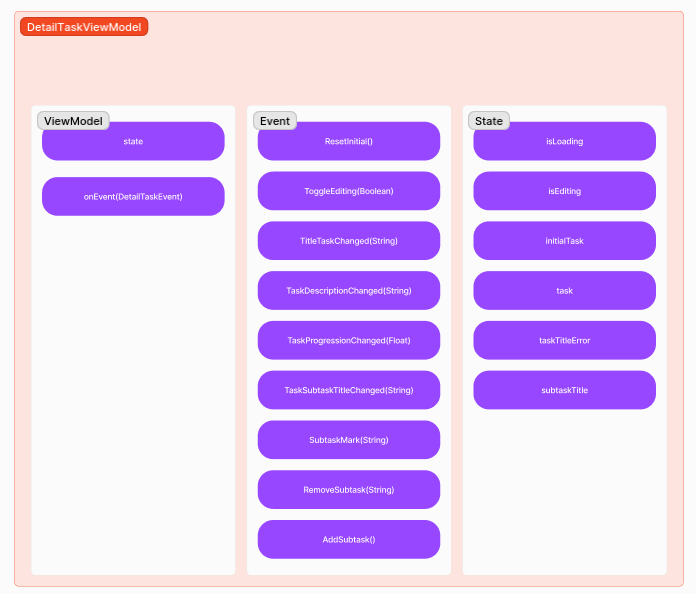 DetailTaskViewModel
ViewModel
state
onEvent(DetailTaskEvent)
Event
ResetInitial()
ToggleEditing(Boolean)
TitleTaskChanged(String)
TaskDescriptionChanged(String)
TaskProgressionChanged(Float)
TaskSubtaskTitleChanged(String)
SubtaskMark(String)
RemoveSubtask(String)
AddSubtask()
State
isLoading
isEditing
initialTask
task
taskTitleError
subtaskTitle